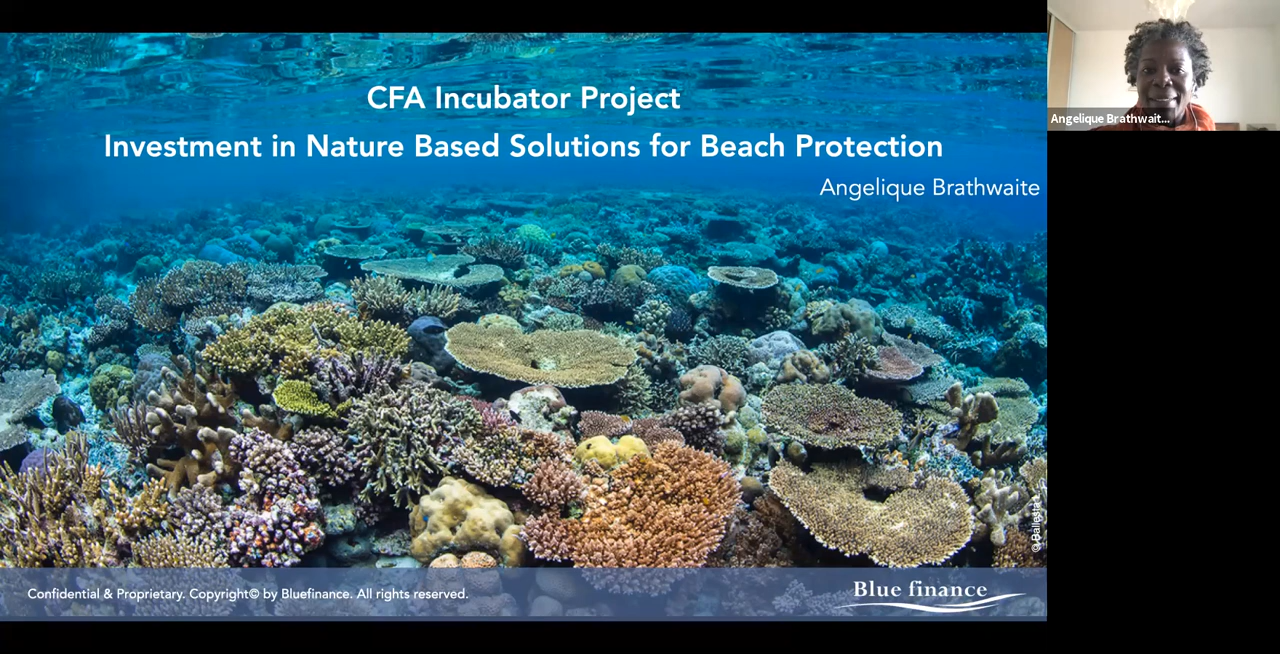 CFA Incubator Project
Investment in Nature Based Solutions for Beach Protection
Angelique Brathwaite
Angelique Brathwait...
© Ballesta
Confidential & Proprietary. Copyright© by Bluefinance. All rights reserved.
Blue finance